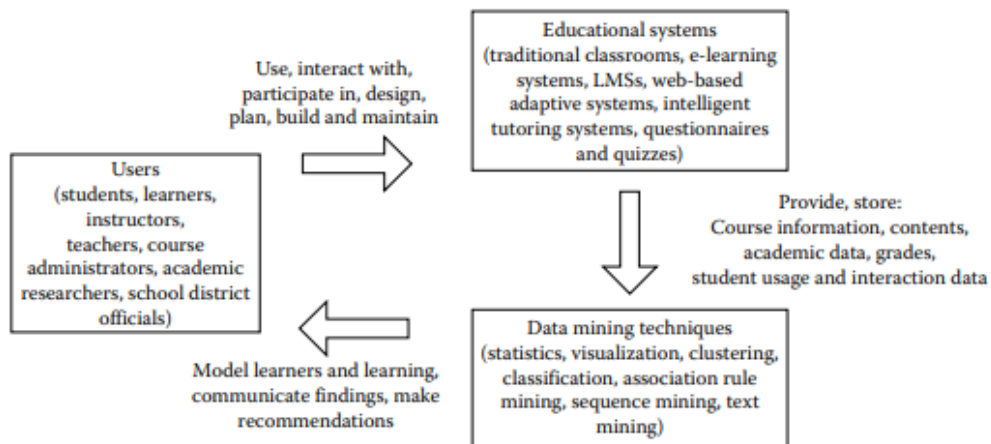 Educational systems
(traditional classrooms, e-learning
systems, LMSs, web-based
adaptive systems, intelligent
tutoring systems, questionnaires
and quizzes)
Use, interact with,
participate in, design,
plan, build and maintain
Users
(students, learners,
instructors,
teachers, course
administrators, academic
researchers, school district
officials)
Provide, store:
Course information, contents,
academic data, grades,
student usage and interaction data
Data mining techniques
(statistics, visualization, clustering,
classification, association rule
mining, sequence mining, text
mining)
Model learners and learning,
communicate findings, make
recommendations